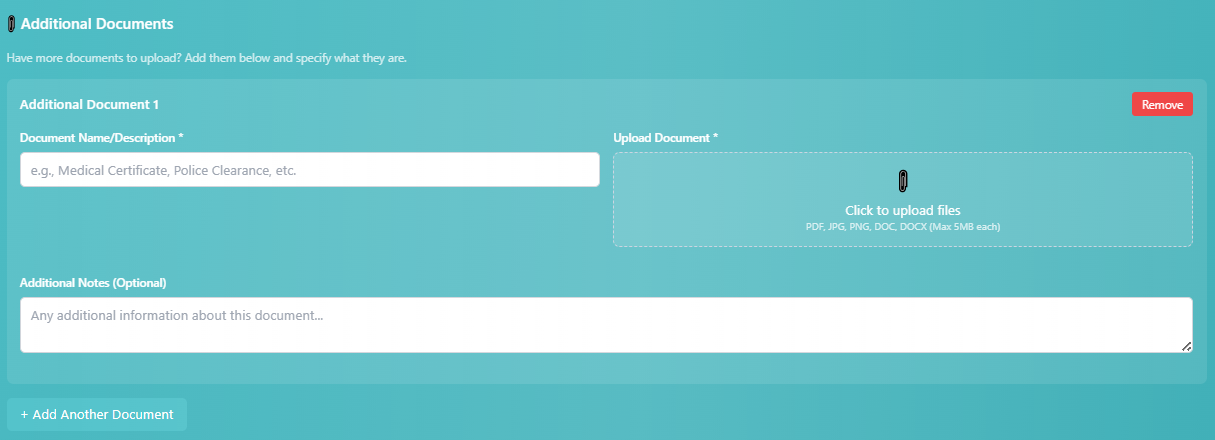 Additional Documents
Have more documents to upload? Add them below and specify what they are.
Additional Document 1
Remove
Document Name/Description *
e.g., Medical Certificate, Police Clearance, etc.
Upload Document *
Click to upload files
PDF, JPG, PNG, DOC, DOCX (Max 5MB each)
Additional Notes (Optional)
Any additional information about this document...
+ Add Another Document